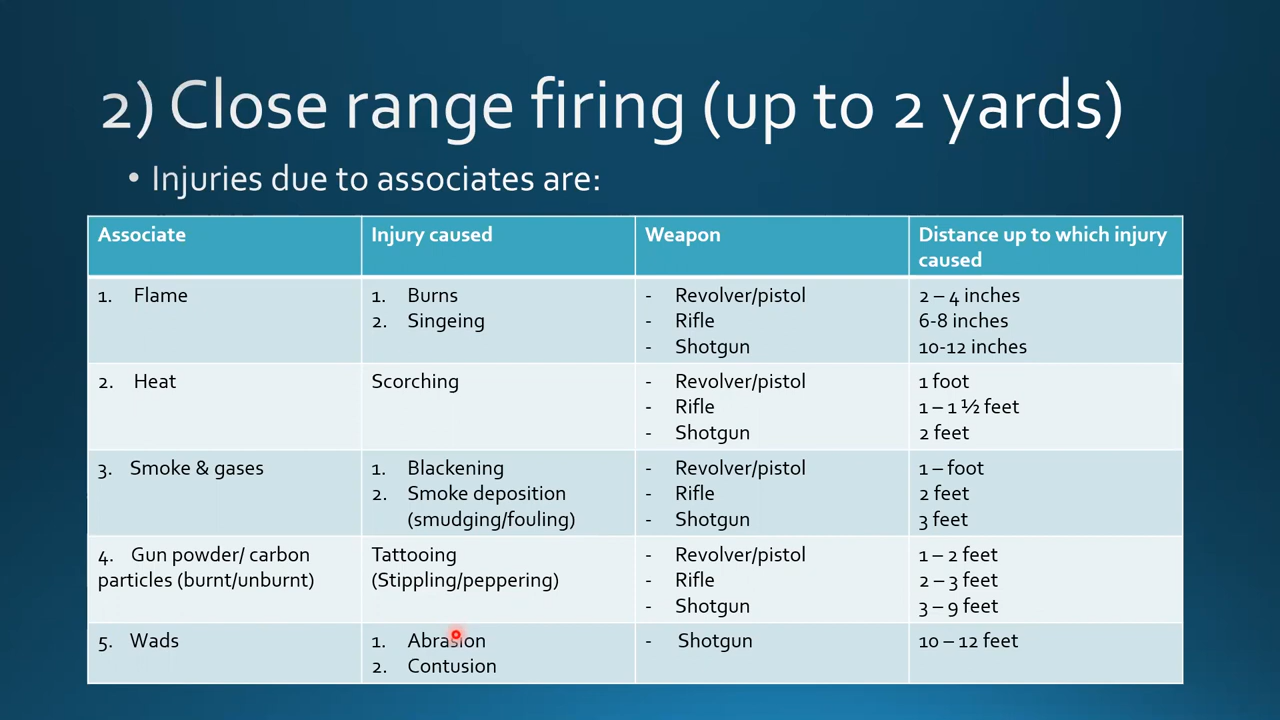 2) Close range firing (up to 2 yards)
• Injuries due to associates are:
Associate Injury caused Weapon Distance up to which injury caused
1. Flame
1. Burns
2. Singeing
- Revolver/pistol
- Rifle
- Shotgun
2 – 4 inches
6-8 inches
10-12 inches
2. Heat
Scorching
- Revolver/pistol
- Rifle
- Shotgun
1 foot
1 – 1 ½ feet
2 feet
3. Smoke & gases
1. Blackening
2. Smoke deposition
(smudging/fouling)
- Revolver/pistol
- Rifle
- Shotgun
1 – foot
2 feet
3 feet
4. Gun powder/ carbon
particles (burnt/unburnt)
Tattooing
(Stippling/peppering)
- Revolver/pistol
- Rifle
- Shotgun
1 – 2 feet
2 – 3 feet
3 – 9 feet
5. Wads
1. Abrasion
2. Contusion
- Shotgun
10 – 12 feet